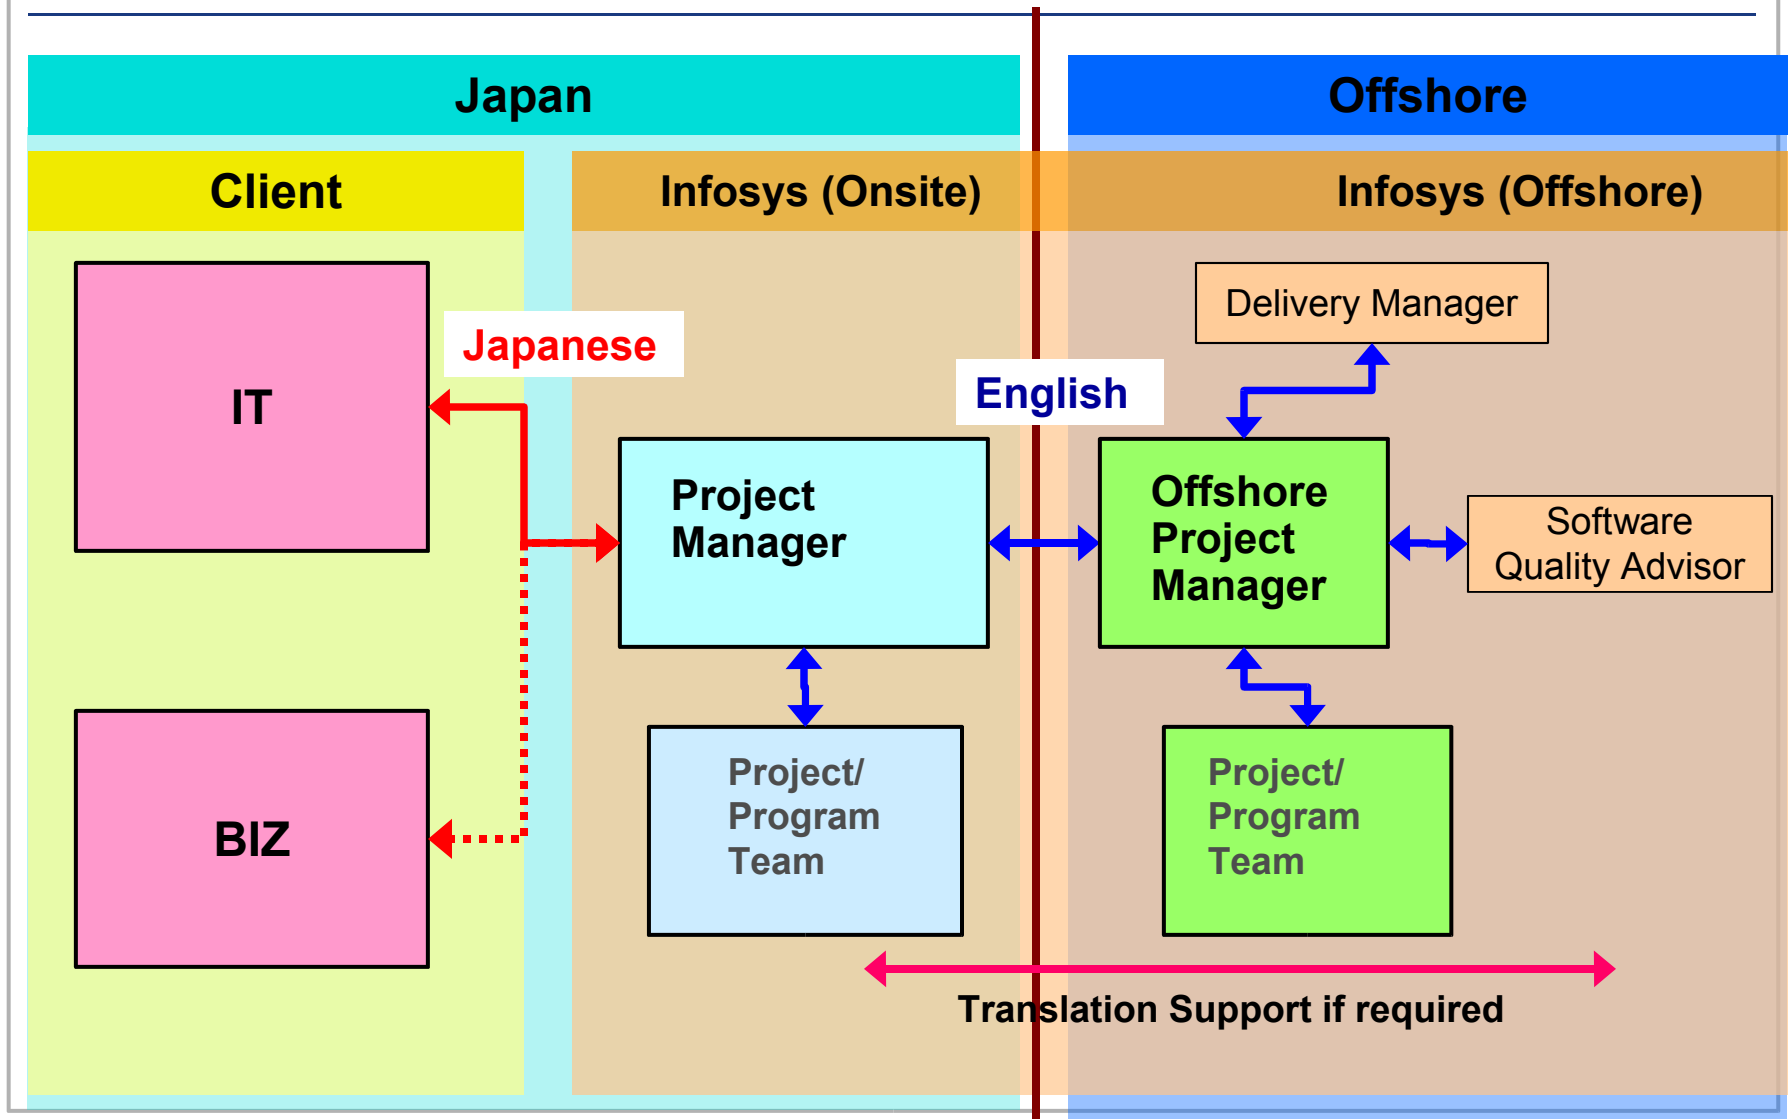 Japan
Offshore
Client
Infosys (Onsite)
Infosys (Offshore)
IT
Japanese
English
Delivery Manager
Project
Manager
Offshore
Project
Manager
Software
Quality Advisor
BIZ
Project/
Program
Team
Project/
Program
Team
Translation Support if required